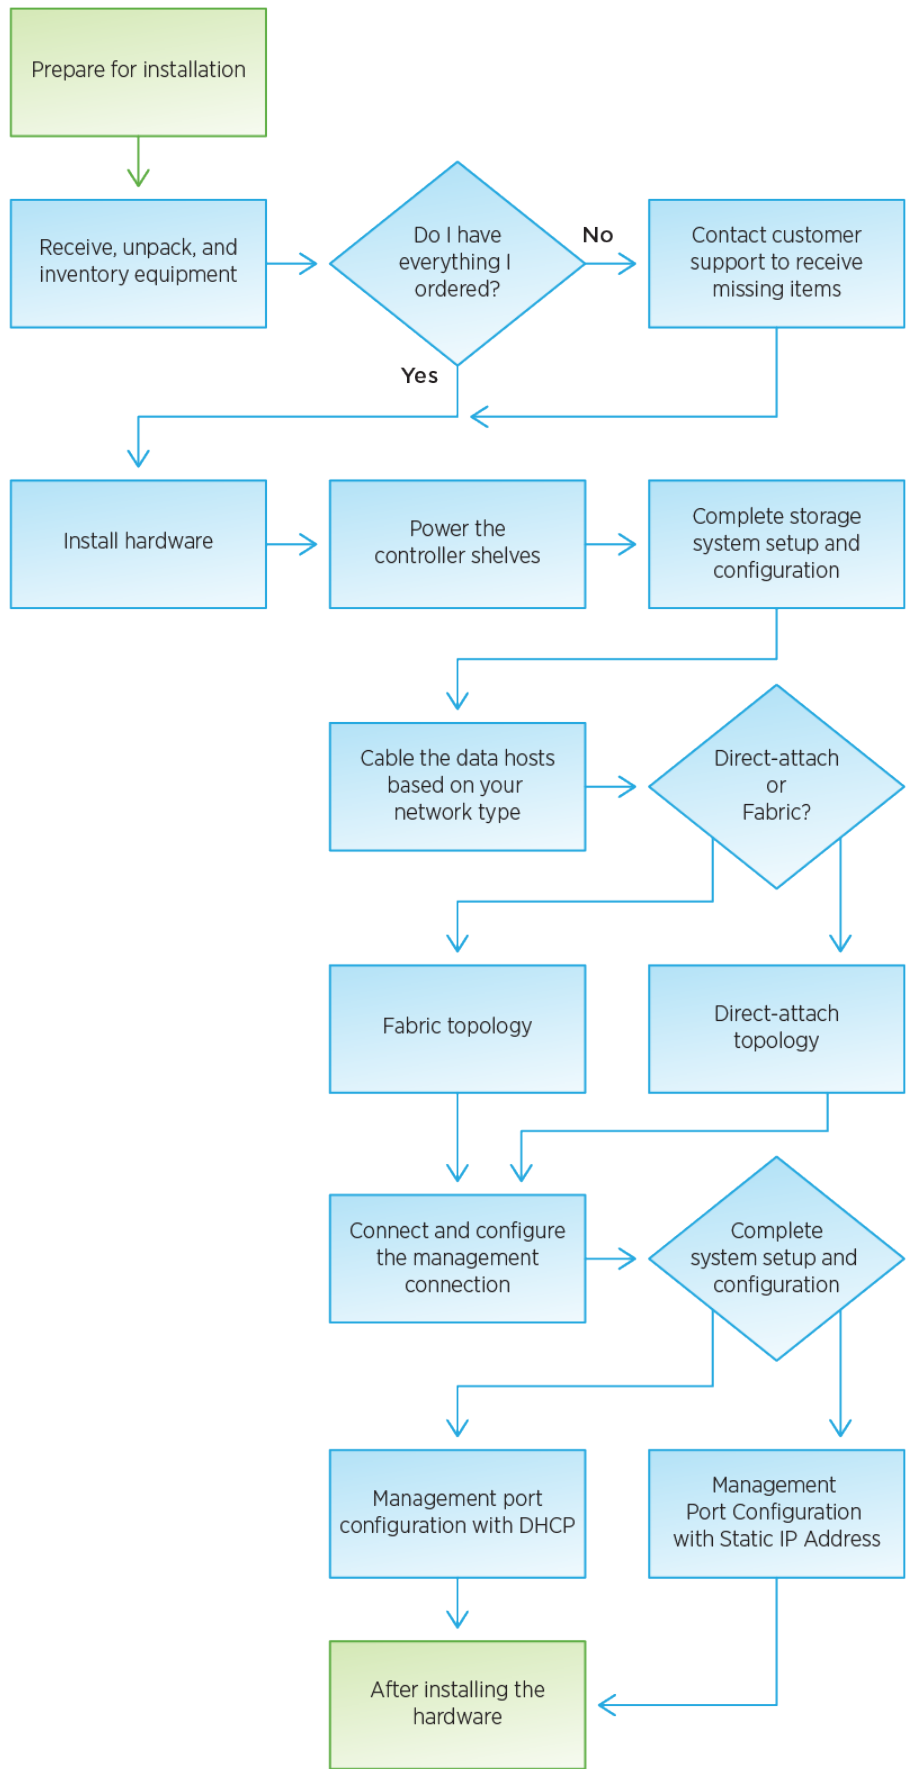 Prepare for installation
Receive, unpack, and
inventory equipment
Do I have
everything I
ordered?
No
Contact customer
support to receive
missing items
Yes
Install hardware
Power the
controller shelves
Complete storage
system setup and
configuration
Cable the data hosts
based on your
network type
Direct-attach
or
Fabric?
Fabric topology
Direct-attach
topology
Connect and configure
the management
connection
Complete
system setup and
configuration
Management port
configuration with DHCP
Management
Port Configuration
with Static IP Address
After installing the
hardware